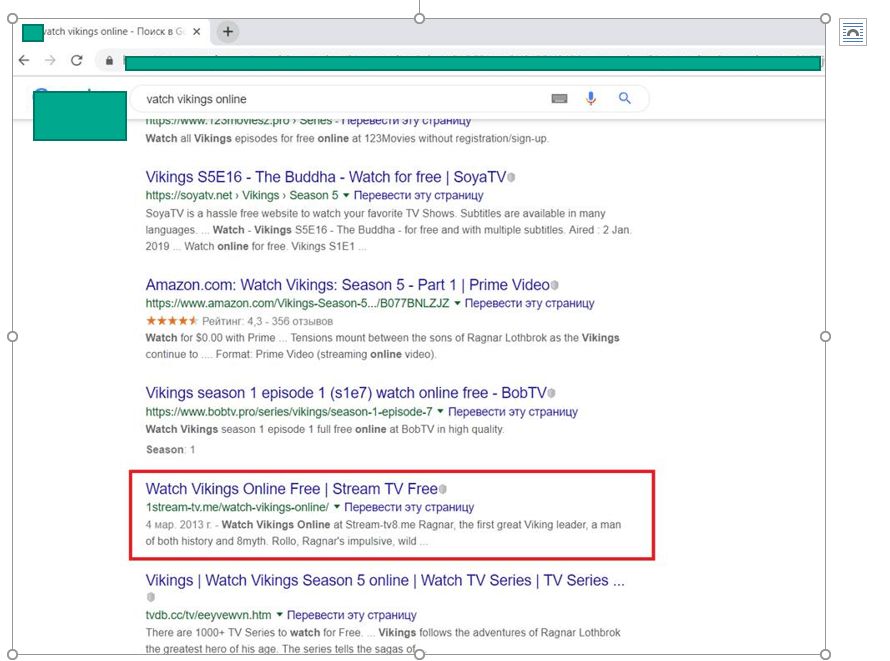 vatch vikings online - Поиск в G
vatch vikings online
https://www.123movies2.pro › Series - Перевести эту страницу
Watch all Vikings episodes for free online at 123Movies without registration/sign-up.
Vikings S5E16 - The Buddha - Watch for free | SoyaTV
https://soyatv.net › Vikings › Season 5 ▼ Перевести эту страницу
SoyaTV is a hassle free website to watch your favorite TV Shows. Subtitles are available in many
languages. ... Watch - Vikings S5E16 - The Buddha - for free and with multiple subtitles. Aired : 2 Jan.
2019 ... Watch online for free. Vikings S1E1 ...
Amazon.com: Watch Vikings: Season 5 - Part 1 | Prime Video
https://www.amazon.com/Vikings-Season-5.../B077BNLZJZ ▼ Перевести эту страницу
★★★★★ Рейтинг: 4,3 - 356 отзывов
Watch for $0.00 with Prime ... Tensions mount between the sons of Ragnar Lothbrok as the Vikings
continue to .... Format: Prime Video (streaming online video).
Vikings season 1 episode 1 (s1e7) watch online free - BobTV
https://www.bobtv.pro/series/vikings/season-1-episode-7 ▼ Перевести эту страницу
Watch Vikings season 1 episode 1 full free online at BobTV in high quality.
Season: 1
Watch Vikings Online Free | Stream TV Free
1stream-tv.me/watch-vikings-online/ ▼ Перевести эту страницу
4 мар. 2013 г. - Watch Vikings Online at Stream-tv8.me Ragnar, the first great Viking leader, a man
of both history and 8myth. Rollo, Ragnar's impulsive, wild ...
Vikings | Watch Vikings Season 5 online | Watch TV Series | TV Series ...
tvdb.cc/tv/eeyvewvn.htm ▼ Перевести эту страницу
There are 1000+ TV Series to watch for Free. ... Vikings follows the adventures of Ragnar Lothbrok
the greatest hero of his age. The series tells the sagas of